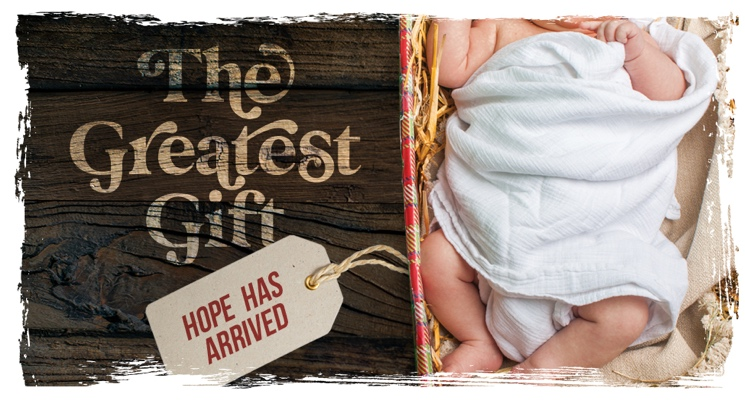 The
Greatest
Gift
HOPE HAS
ARRIVED